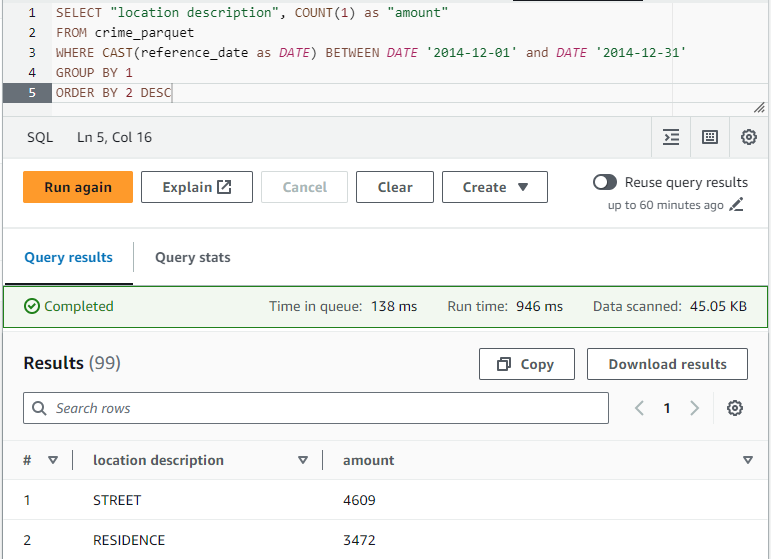 1 SELECT "location description", COUNT(1) as "amount"
2 FROM crime_parquet
3 WHERE CAST(reference_date as DATE) BETWEEN DATE '2014-12-01' and DATE '2014-12-31'
4 GROUP BY 1
5 ORDER BY 2 DESC
SQL Ln 5, Col 16
Run again Explain Cancel Clear Create Reuse query results
up to 60 minutes ago
Query results Query stats
Completed Time in queue: 138 ms Run time: 946 ms Data scanned: 45.05 KB
Results (99) Copy Download results
Search rows 1
# location description amount
1 STREET 4609
2 RESIDENCE 3472